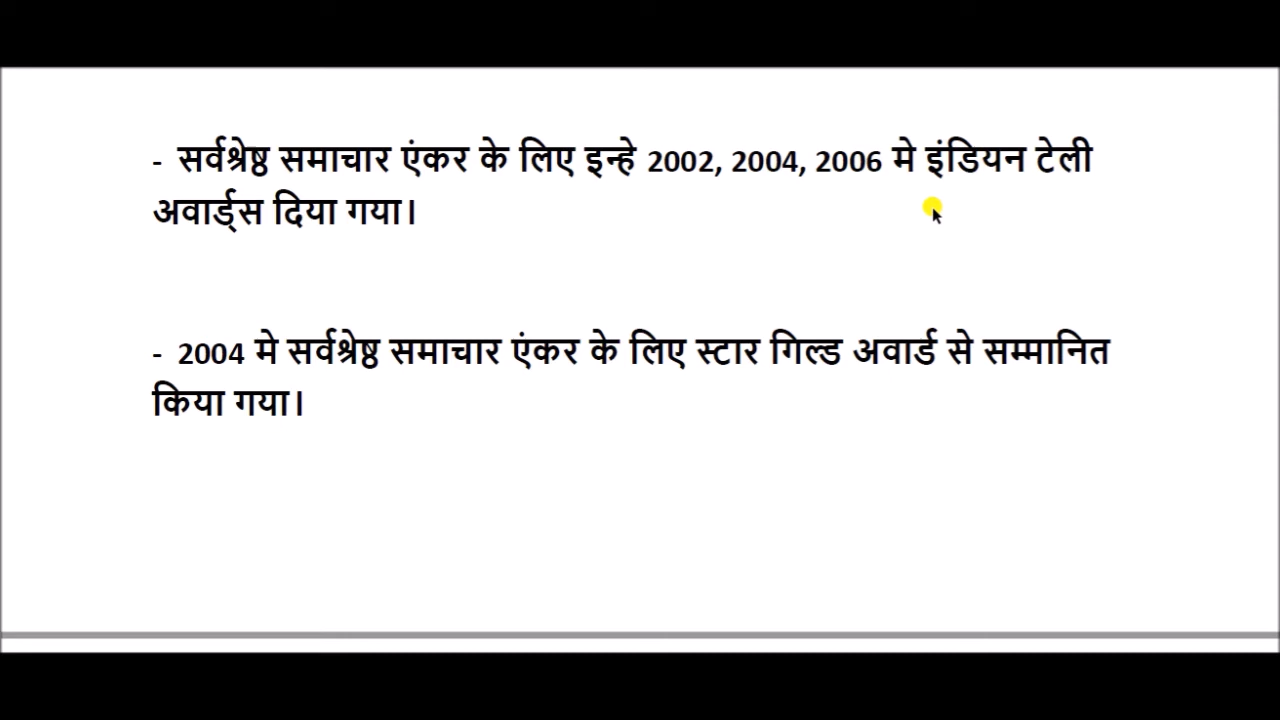 - सर्वश्रेष्ठ समाचार एंकर के लिए इन्हे 2002, 2004, 2006 मे इंडियन टेली
अवार्ड्स दिया गया।
- 2004 मे सर्वश्रेष्ठ समाचार एंकर के लिए स्टार गिल्ड अवार्ड से सम्मानित
किया गया।